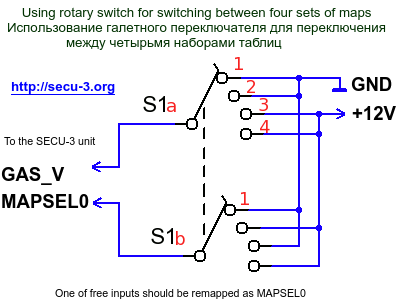 Using rotary switch for switching between four sets of maps
Использование галетного переключателя для переключения
между четырьмя наборами таблиц
http://secu-3.org
1
GND
2
S1a
3
+12V
4
To the SECU-3 unit
GAS_V
MAPSEL0
1
S1b
One of free inputs should be remapped as MAPSEL0